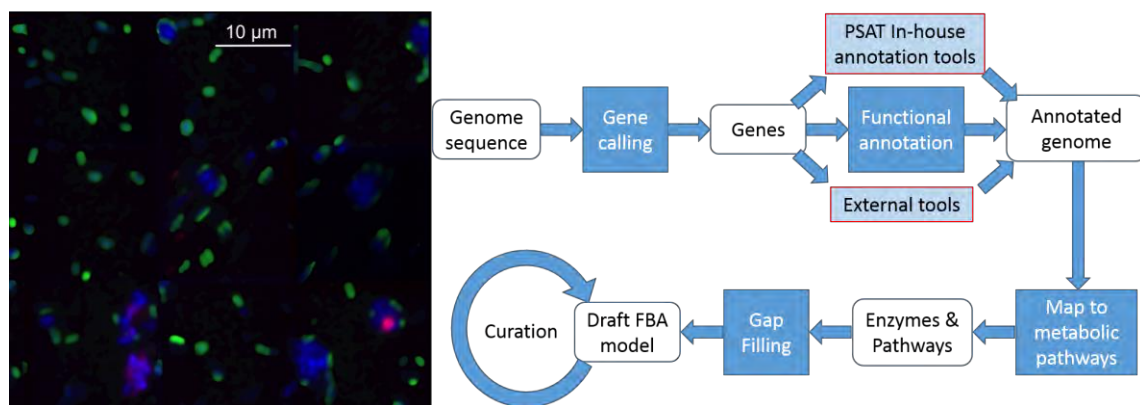 10 µm
PSAT In-house
annotation tools
Genome
sequence
Gene
calling
Genes
Functional
annotation
Annotated
genome
External tools
Curation
Draft FBA
model
Gap
Filling
Enzymes &
Pathways
Map to
metabolic
pathways